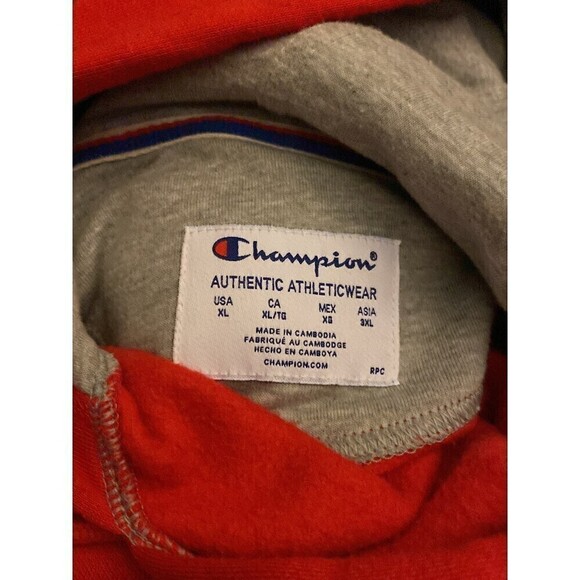 Champion®
AUTHENTIC ATHLETICWEAR
USA CA MEX ASIA
XL XL/TG XG 3XL
MADE IN CAMBODIA
FABRIQUÉ AU CAMBODGE
HECHO EN CAMBOYA
CHAMPION.COM
RPC